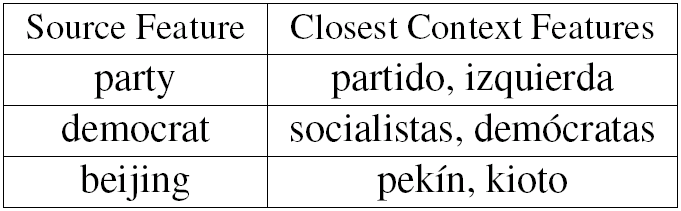 Source Feature Closest Context Features
party partido, izquierda
democrat socialistas, demócratas
beijing pekín, kioto